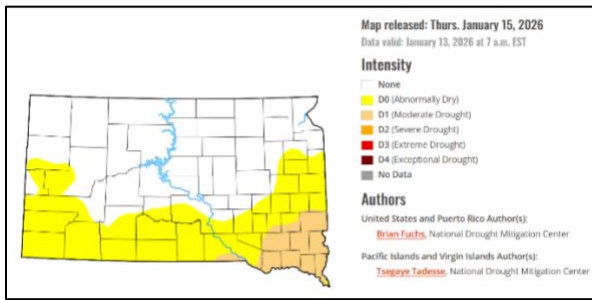 Map released: Thurs. January 15, 2026
Data valid: January 13, 2026 at 7 a.m. EST
Intensity
None
D0 (Abnormally Dry)
D1 (Moderate Drought)
D2 (Severe Drought)
D3 (Extreme Drought)
D4 (Exceptional Drought)
No Data
Authors
United States and Puerto Rico Author(s):
Brian Fuchs, National Drought Mitigation Center
Pacific Islands and Virgin Islands Author(s):
Tsegaye Tadesse, National Drought Mitigation Center